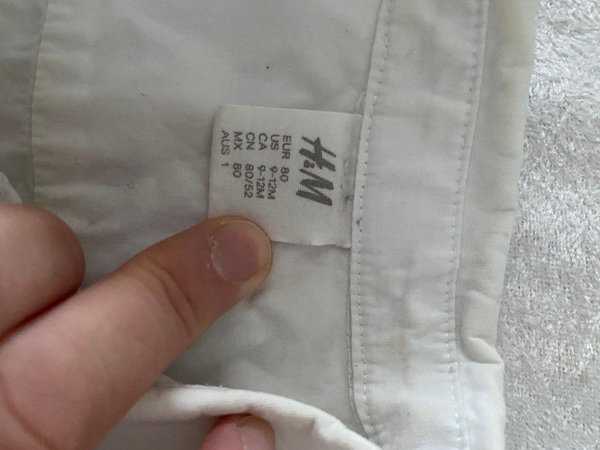 H&M
EUR 80
US 9-12M
CA 9-12M
CN 80/52
MX 80
AUS 1